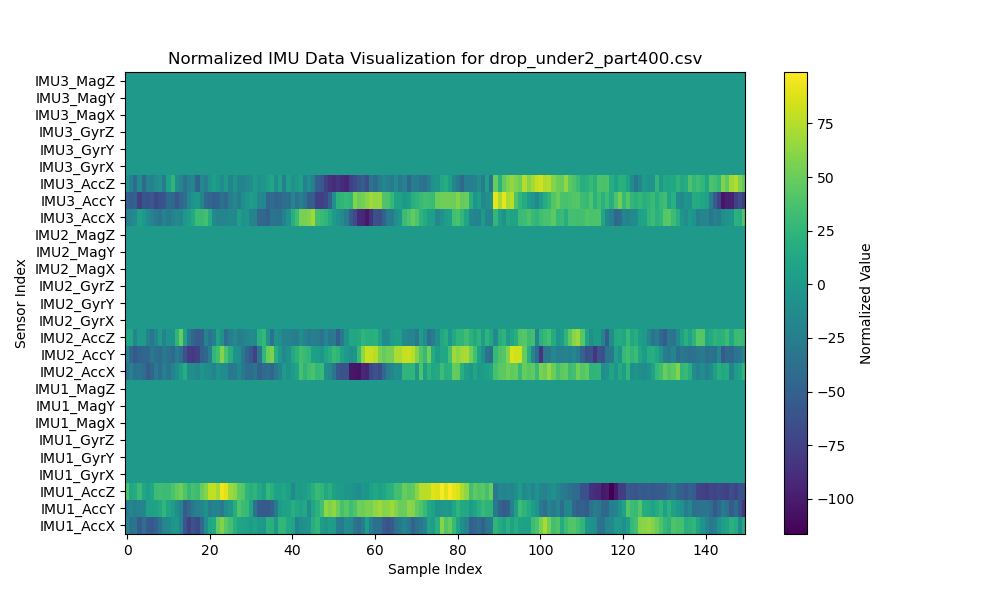 Normalized IMU Data Visualization for drop_under2_part400.csv
IMU3_MagZ
IMU3_MagY
IMU3_MagX
IMU3_GyrZ
IMU3_GyrY
IMU3_GyrX
IMU3_AccZ
IMU3_AccY
IMU3_AccX
IMU2_MagZ
IMU2_MagY
IMU2_MagX
IMU2_GyrZ
IMU2_GyrY
IMU2_GyrX
IMU2_AccZ
IMU2_AccY
IMU2_AccX
IMU1_MagZ
IMU1_MagY
IMU1_MagX
IMU1_GyrZ
IMU1_GyrY
IMU1_GyrX
IMU1_AccZ
IMU1_AccY
IMU1_AccX
Sensor Index
0 20 40 60 80 100 120 140
Sample Index
75
50
25
0
−25
−50
−75
−100
Normalized Value